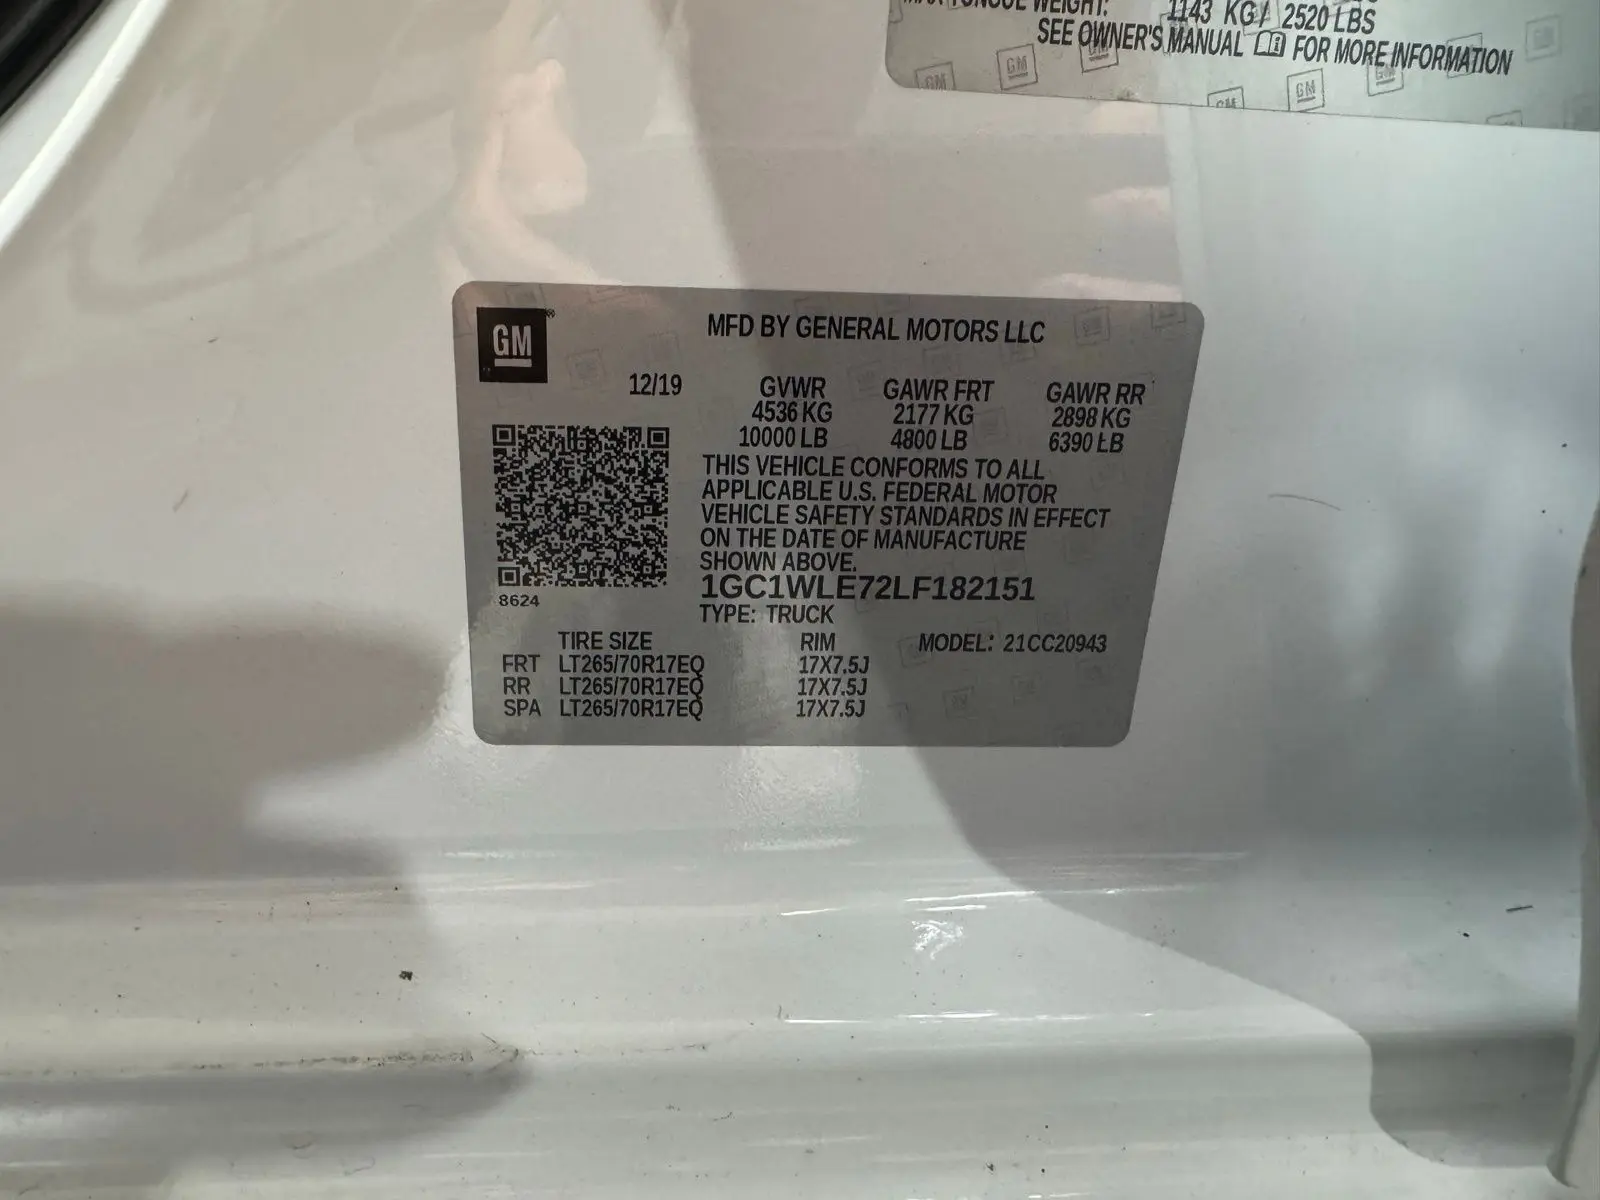 MAX TONGUE WEIGHT: 1143 KG / 2520 LBS
SEE OWNER'S MANUAL FOR MORE INFORMATION
GM®
MFD BY GENERAL MOTORS LLC
12/19 GVWR GAWR FRT GAWR RR
4536 KG 2177 KG 2898 KG
10000 LB 4800 LB 6390 LB
THIS VEHICLE CONFORMS TO ALL
APPLICABLE U.S. FEDERAL MOTOR
VEHICLE SAFETY STANDARDS IN EFFECT
ON THE DATE OF MANUFACTURE
SHOWN ABOVE.
1GC1WLE72LF182151
8624
TYPE: TRUCK
TIRE SIZE RIM MODEL: 21CC20943
FRT LT265/70R17EQ 17X7.5J
RR LT265/70R17EQ 17X7.5J
SPA LT265/70R17EQ 17X7.5J